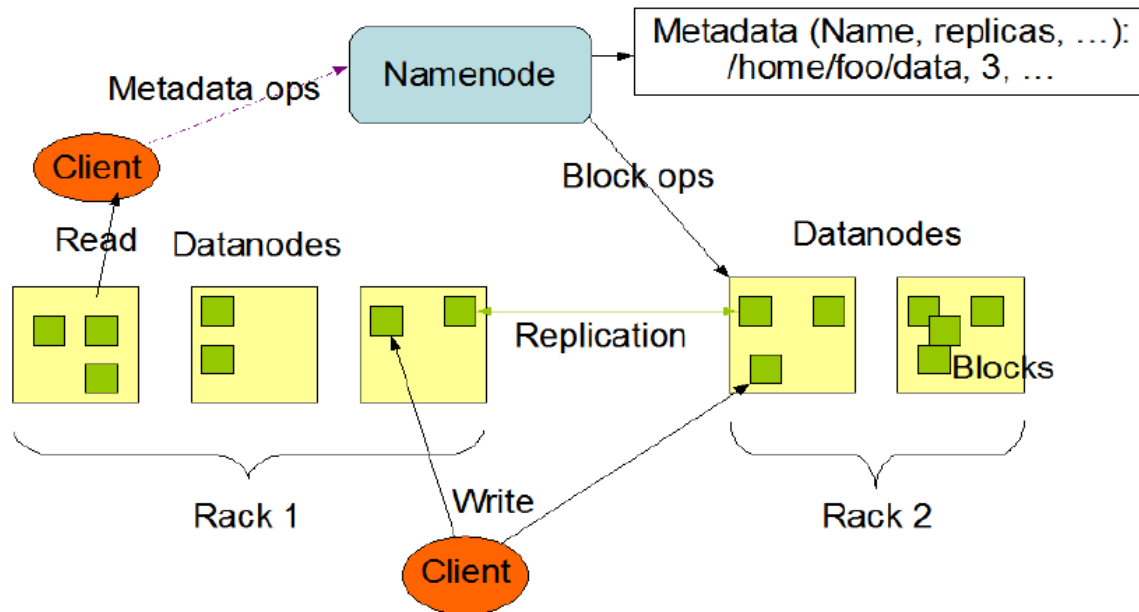 Metadata (Name, replicas, …):
/home/foo/data, 3, …
Namenode
Metadata ops
Client
Block ops
Read
Datanodes
Datanodes
Replication
Blocks
Rack 1
Write
Rack 2
Client